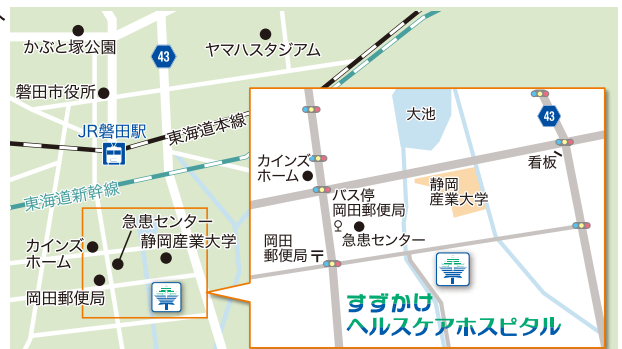 かぶと塚公園
43
ヤマハスタジアム
磐田市役所
JR磐田駅
東海道本線
東海道新幹線
急患センター
静岡産業大学
カインズ
ホーム
岡田郵便局
大池
43
カインズ
ホーム
看板
バス停
岡田郵便局
静岡
産業大学
急患センター
岡田
郵便局
〒
すずかけ
ヘルスケアホスピタル